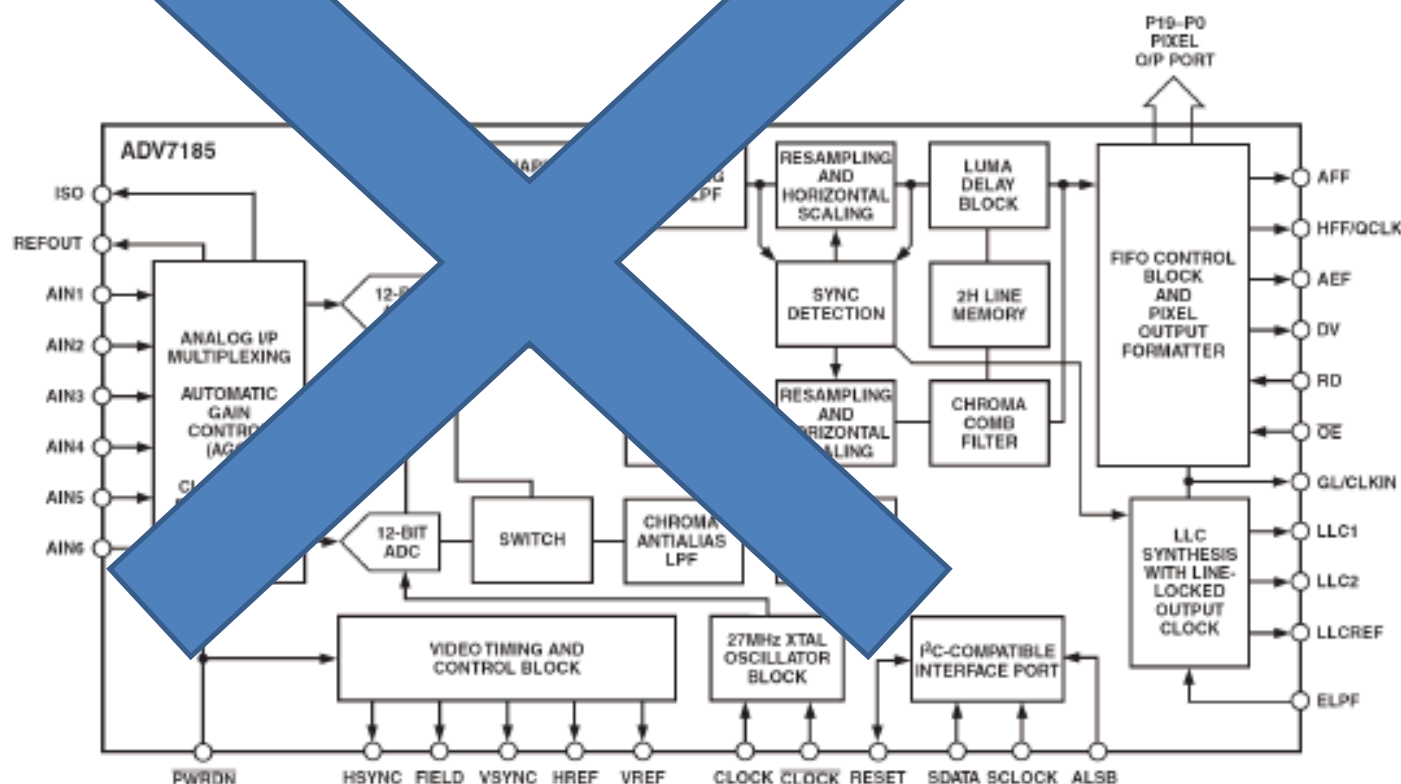 P19–P0
PIXEL
O/P PORT
ADV7185
ISO
REFOUT
AIN1
AIN2
AIN3
AIN4
AIN5
AIN6
ANALOG I/P
MULTIPLEXING
AUTOMATIC
GAIN
12-BIT
ADC
SWITCH
CHROMA
ANTIALIAS
LPF
RESAMPLING
AND
HORIZONTAL
SCALING
LUMA
DELAY
BLOCK
SYNC
DETECTION
2H LINE
MEMORY
RESAMPLING
AND
CHROMA
COMB
FILTER
FIFO CONTROL
BLOCK
AND
PIXEL
OUTPUT
FORMATTER
LLC
SYNTHESIS
WITH LINE-
LOCKED
OUTPUT
CLOCK
AFF
HFF/QCLK
AEF
DV
RD
OE
GL/CLKIN
LLC1
LLC2
LLCREF
ELPF
VIDEO TIMING AND
CONTROL BLOCK
27MHz XTAL
OSCILLATOR
BLOCK
I²C-COMPATIBLE
INTERFACE PORT
PWRDN
HSYNC
FIELD
VSYNC
HREF
VREF
CLOCK
CLOCK
RESET
SDATA
SCLOCK
ALSB